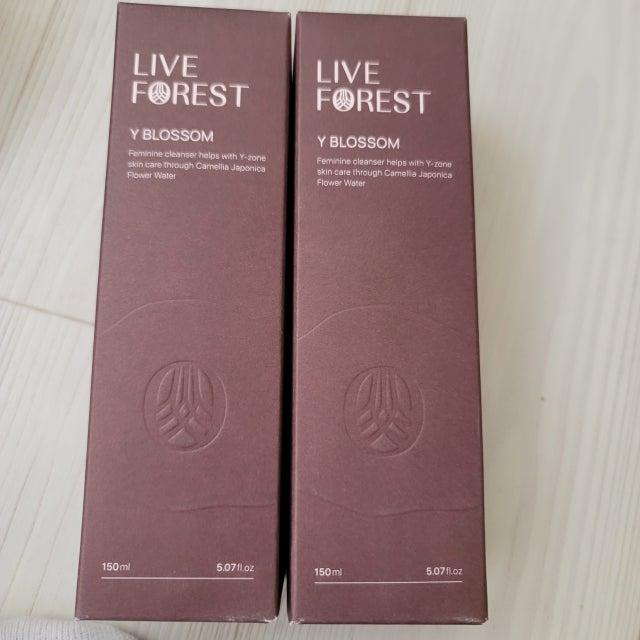 LIVE
FOREST
Y BLOSSOM
Feminine cleanser helps with Y-zone
skin care through Camellia Japonica
Flower Water
150ml 5.07fl.oz
LIVE
FOREST
Y BLOSSOM
Feminine cleanser helps with Y-zone
skin care through Camellia Japonica
Flower Water
150ml 5.07fl.oz